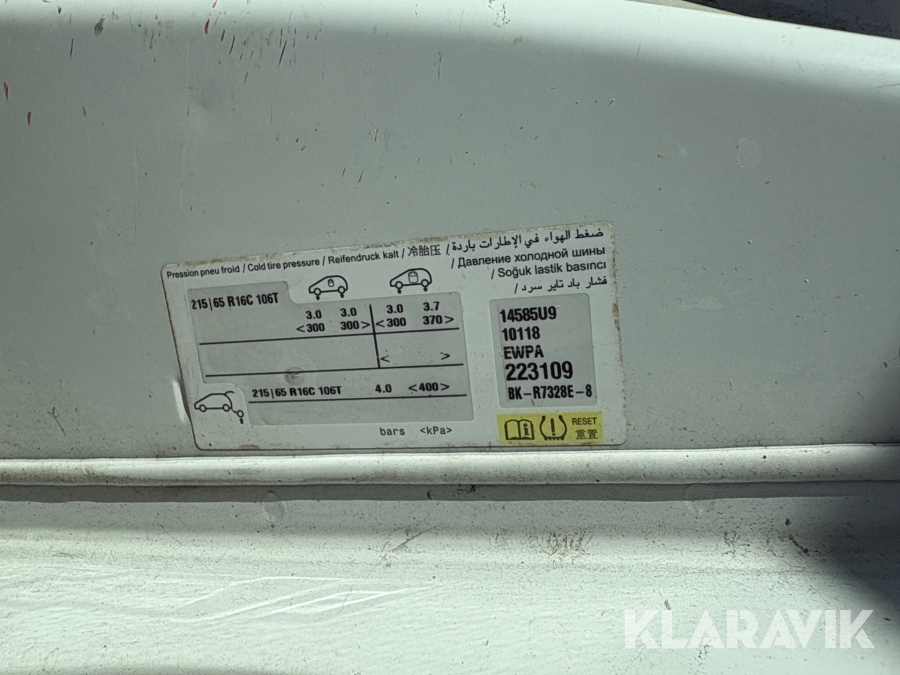 Pression pneu froid / Cold tire pressure / Reifendruck kalt / 冷胎压 / ضغط الهواء في الإطارات باردة /
/ Давление холодной шины
/ Soğuk lastik basıncı
/ فشار باد تایر سرد
215|65 R16C 106T
3.0 3.0 3.0 3.7
<300 300> <300 370>
< >
215|65 R16C 106T 4.0 <400>
bars <kPa>
14585U9
10118
EWPA
223109
BK-R7328E-8
RESET
重置
KLARAVIK